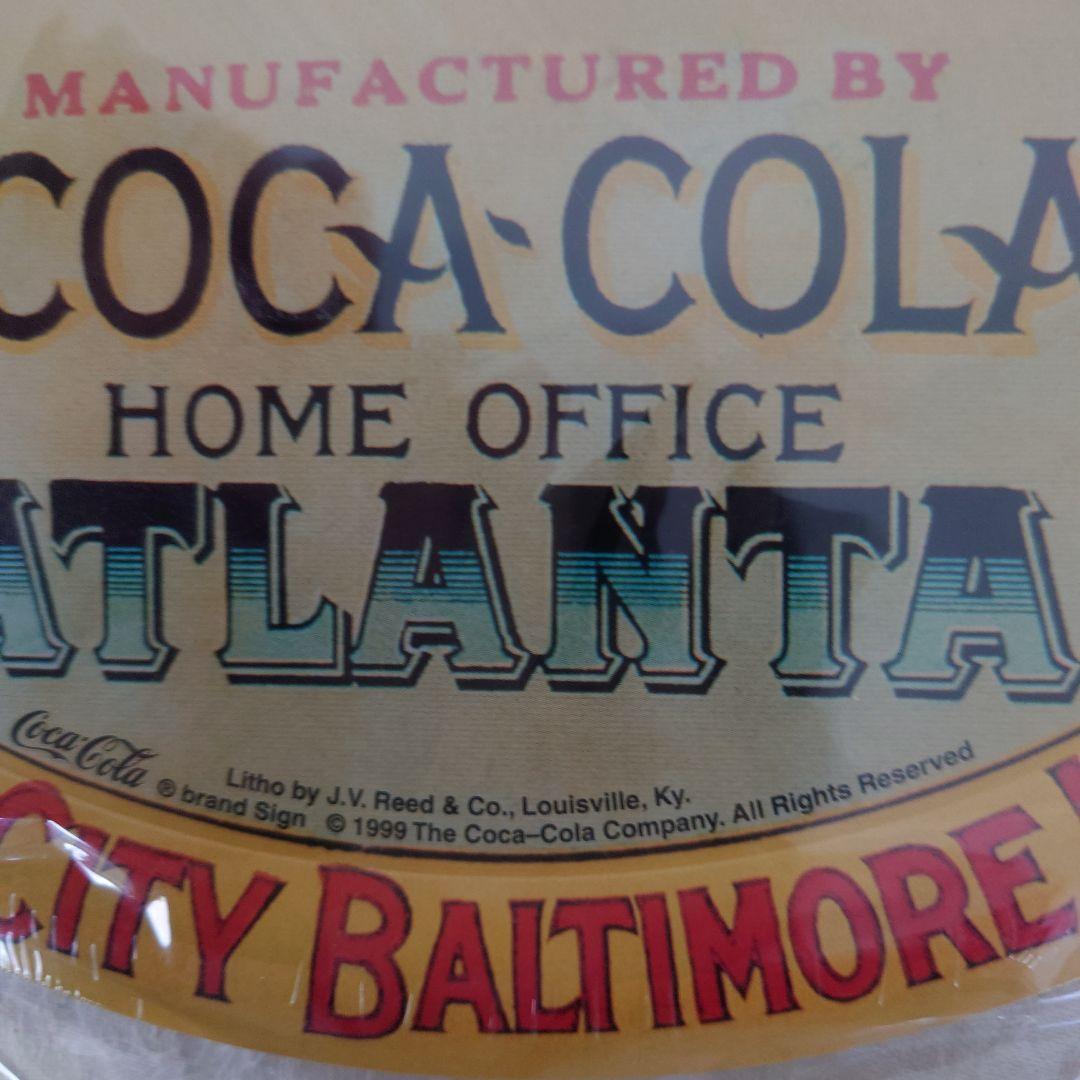 MANUFACTURED BY
COCA-COLA
HOME OFFICE
ATLANTA
Coca-Cola
Litho by J.V. Reed & Co., Louisville, Ky.
® brand Sign © 1999 The Coca–Cola Company. All Rights Reserved
CITY BALTIMORE